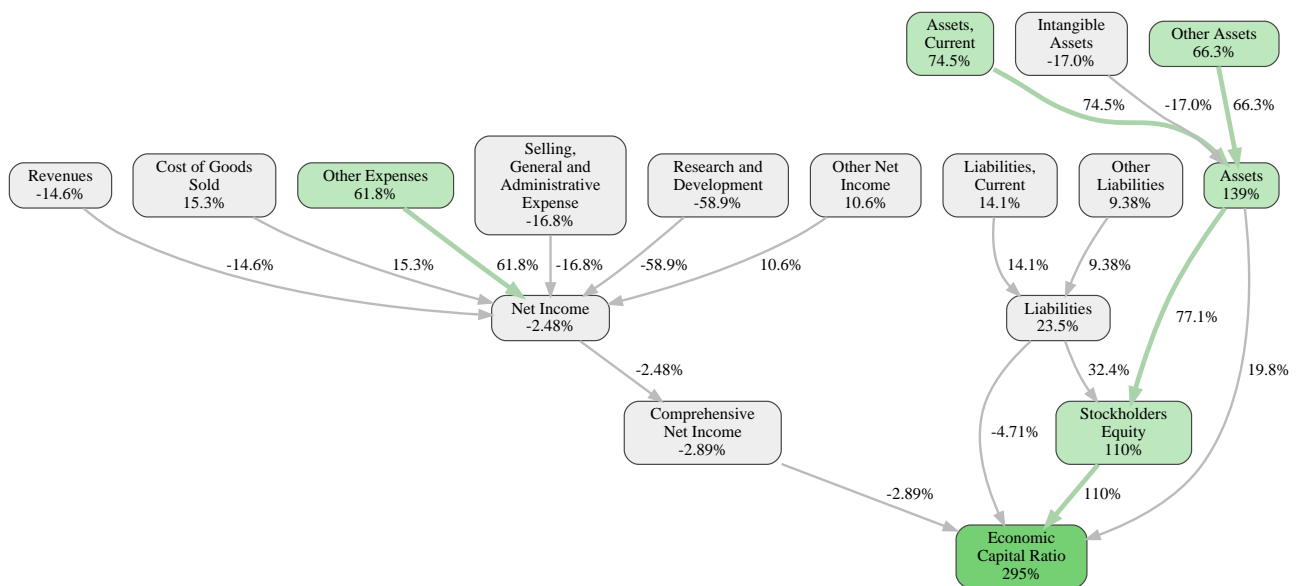 Assets,
Current
74.5%
Intangible
Assets
-17.0%
Other Assets
66.3%
74.5%
-17.0%
66.3%
Revenues
-14.6%
Cost of Goods
Sold
15.3%
Other Expenses
61.8%
Selling,
General and
Administrative
Expense
-16.8%
Research and
Development
-58.9%
Other Net
Income
10.6%
Liabilities,
Current
14.1%
Other
Liabilities
9.38%
Assets
139%
-14.6%
15.3%
61.8%
-16.8%
-58.9%
10.6%
14.1%
9.38%
Net Income
-2.48%
Liabilities
23.5%
77.1%
-2.48%
32.4%
19.8%
Comprehensive
Net Income
-2.89%
-4.71%
Stockholders
Equity
110%
-2.89%
110%
Economic
Capital Ratio
295%